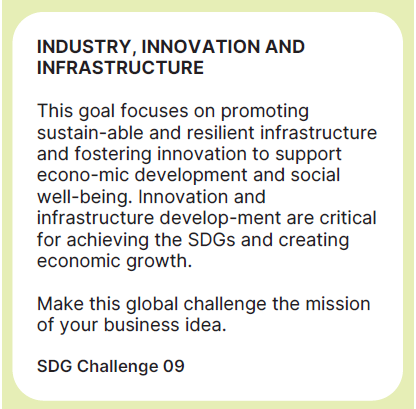 INDUSTRY, INNOVATION AND
INFRASTRUCTURE
This goal focuses on promoting
sustain-able and resilient infrastructure
and fostering innovation to support
econo-mic development and social
well-being. Innovation and
infrastructure develop-ment are critical
for achieving the SDGs and creating
economic growth.
Make this global challenge the mission
of your business idea.
SDG Challenge 09